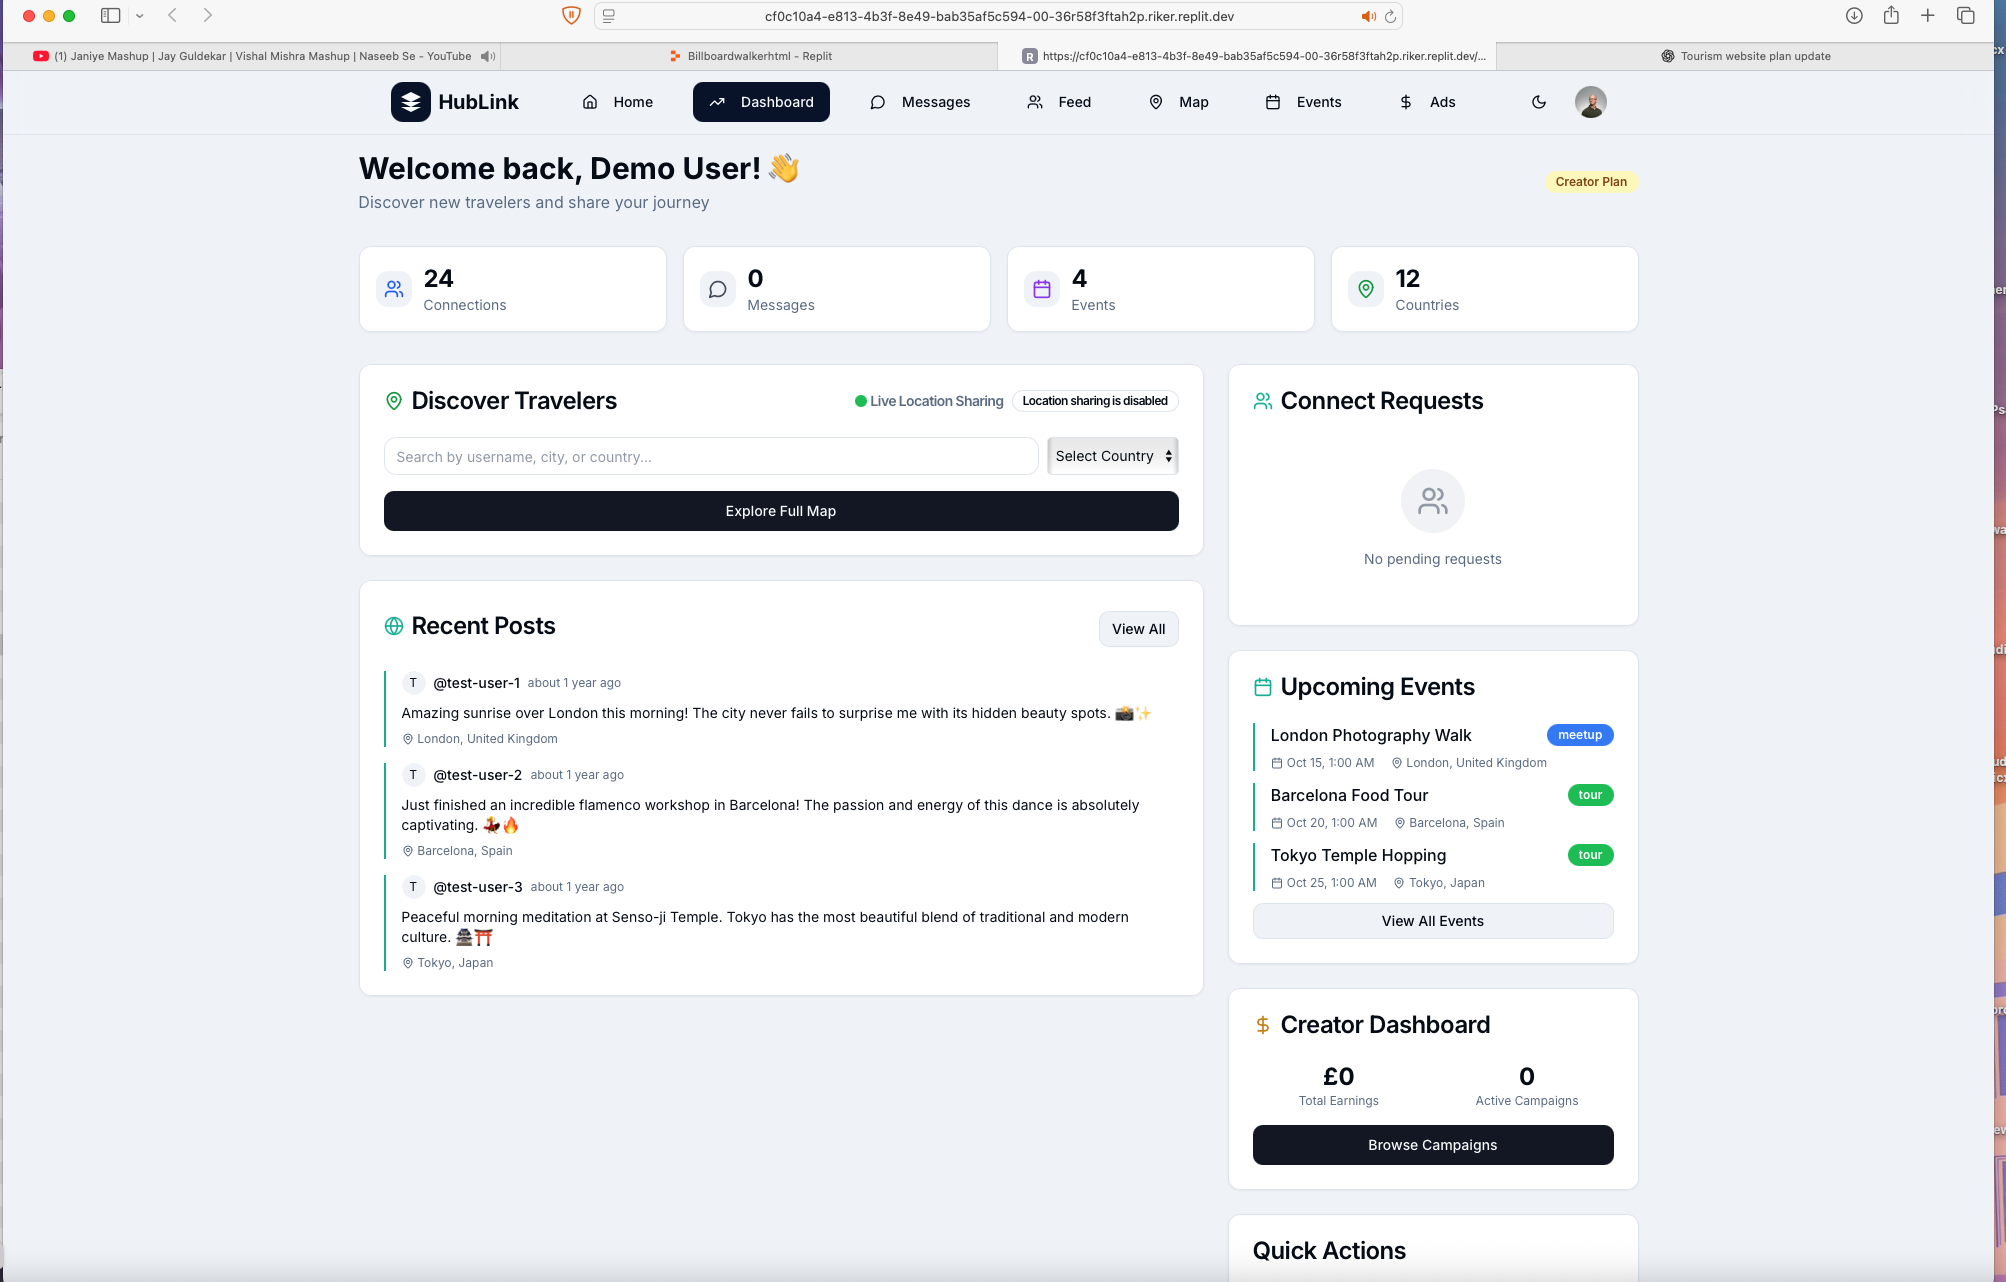 cf0c10a4-e813-4b3f-8e49-bab35af5c594-00-36r58f3ftah2p.riker.replit.dev
(1) Janiye Mashup | Jay Guldekar | Vishal Mishra Mashup | Naseeb Se - YouTube
Billboardwalkerhtml - Replit
R https://cf0c10a4-e813-4b3f-8e49-bab35af5c594-00-36r58f3ftah2p.riker.replit.dev/...
Tourism website plan update
HubLink
Home
Dashboard
Messages
Feed
Map
Events
Ads
Welcome back, Demo User! 👋
Discover new travelers and share your journey
Creator Plan
24
Connections
0
Messages
4
Events
12
Countries
Discover Travelers
Live Location Sharing
Location sharing is disabled
Search by username, city, or country...
Select Country
Explore Full Map
Recent Posts
View All
T @test-user-1 about 1 year ago
Amazing sunrise over London this morning! The city never fails to surprise me with its hidden beauty spots. 📸✨
London, United Kingdom
T @test-user-2 about 1 year ago
Just finished an incredible flamenco workshop in Barcelona! The passion and energy of this dance is absolutely
captivating. 💃🔥
Barcelona, Spain
T @test-user-3 about 1 year ago
Peaceful morning meditation at Senso-ji Temple. Tokyo has the most beautiful blend of traditional and modern
culture. 🏯⛩️
Tokyo, Japan
Connect Requests
No pending requests
Upcoming Events
London Photography Walk
meetup
Oct 15, 1:00 AM London, United Kingdom
Barcelona Food Tour
tour
Oct 20, 1:00 AM Barcelona, Spain
Tokyo Temple Hopping
tour
Oct 25, 1:00 AM Tokyo, Japan
View All Events
Creator Dashboard
£0
Total Earnings
0
Active Campaigns
Browse Campaigns
Quick Actions